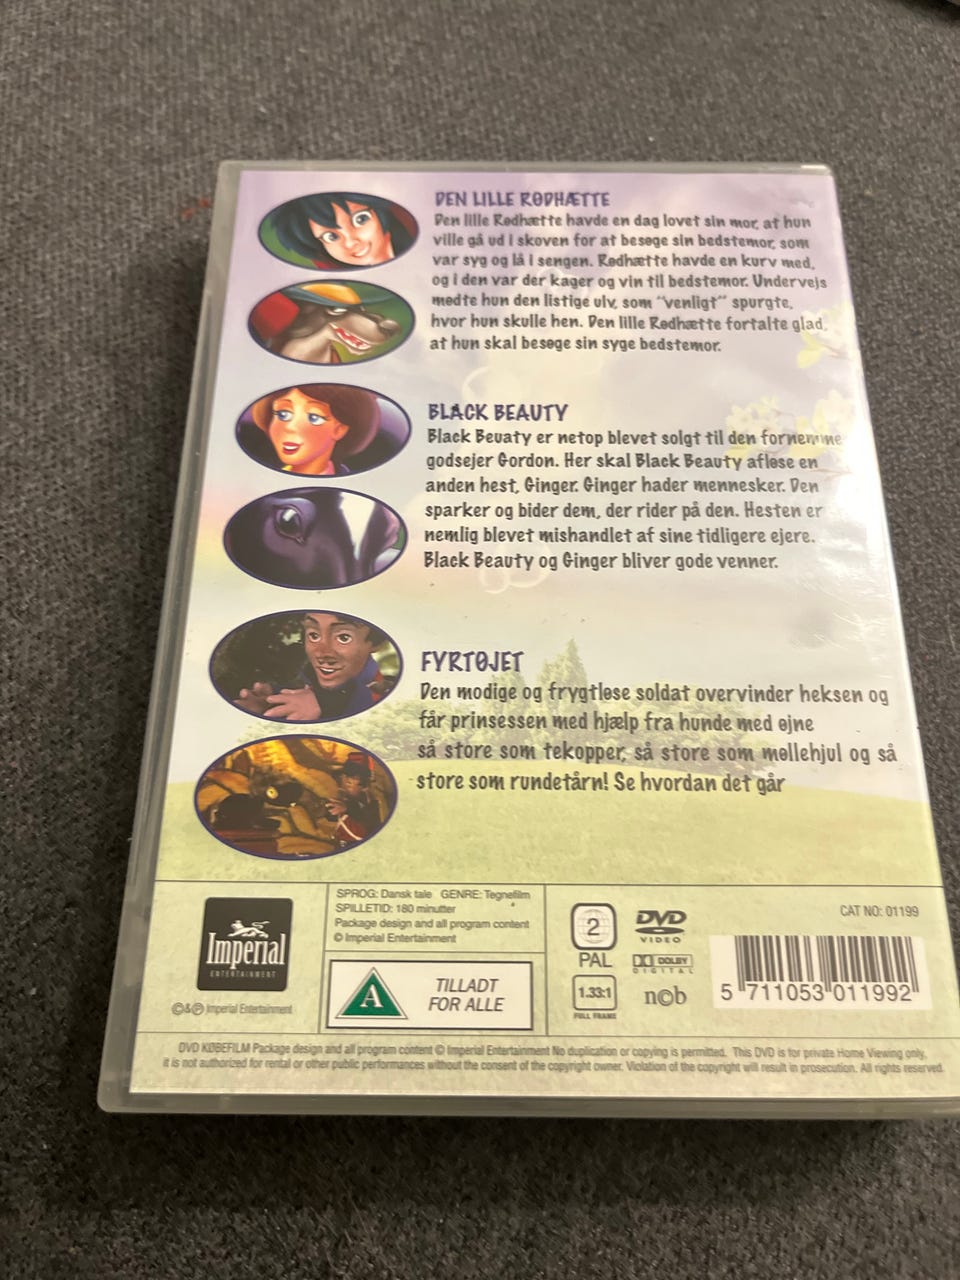 DEN LILLE RØDHÆTTE
Den lille Rødhætte havde en dag lovet sin mor, at hun
ville gå ud i skoven for at besøge sin bedstemor, som
var syg og lå i sengen. Rødhætte havde en kurv med,
og i den var der kager og vin til bedstemor. Undervejs
mødte hun den listige ulv, som "venligt" spurgte,
hvor hun skulle hen. Den lille Rødhætte fortalte glad,
at hun skal besøge sin syge bedstemor.
BLACK BEAUTY
Black Beuaty er netop blevet solgt til den fornemme
godsejer Gordon. Her skal Black Beauty afløse en
anden hest, Ginger. Ginger hader mennesker. Den
sparker og bider dem, der rider på den. Hesten er
nemlig blevet mishandlet af sine tidligere ejere.
Black Beauty og Ginger bliver gode venner.
FYRTØJET
Den modige og frygtløse soldat overvinder heksen og
får prinsessen med hjælp fra hunde med øjne
så store som tekopper, så store som møllehjul og så
store som rundetårn! Se hvordan det går
Imperial
ENTERTAINMENT
©&℗ Imperial Entertainment
SPROG: Dansk tale GENRE: Tegnefilm
SPILLETID: 180 minutter
Package design and all program content
© Imperial Entertainment
A
TILLADT
FOR ALLE
2
PAL
1.33:1
FULL FRAME
DVD
VIDEO
DOLBY
DIGITAL
n©b
CAT NO: 01199
5 711053 011992
DVD KØBEFILM Package design and all program content © Imperial Entertainment No duplication or copying is permitted. This DVD is for private Home Viewing only,
it is not authorized for rental or other public performances without the consent of the copyright owner. Violation of the copyright will result in prosecution. All rights reserved.